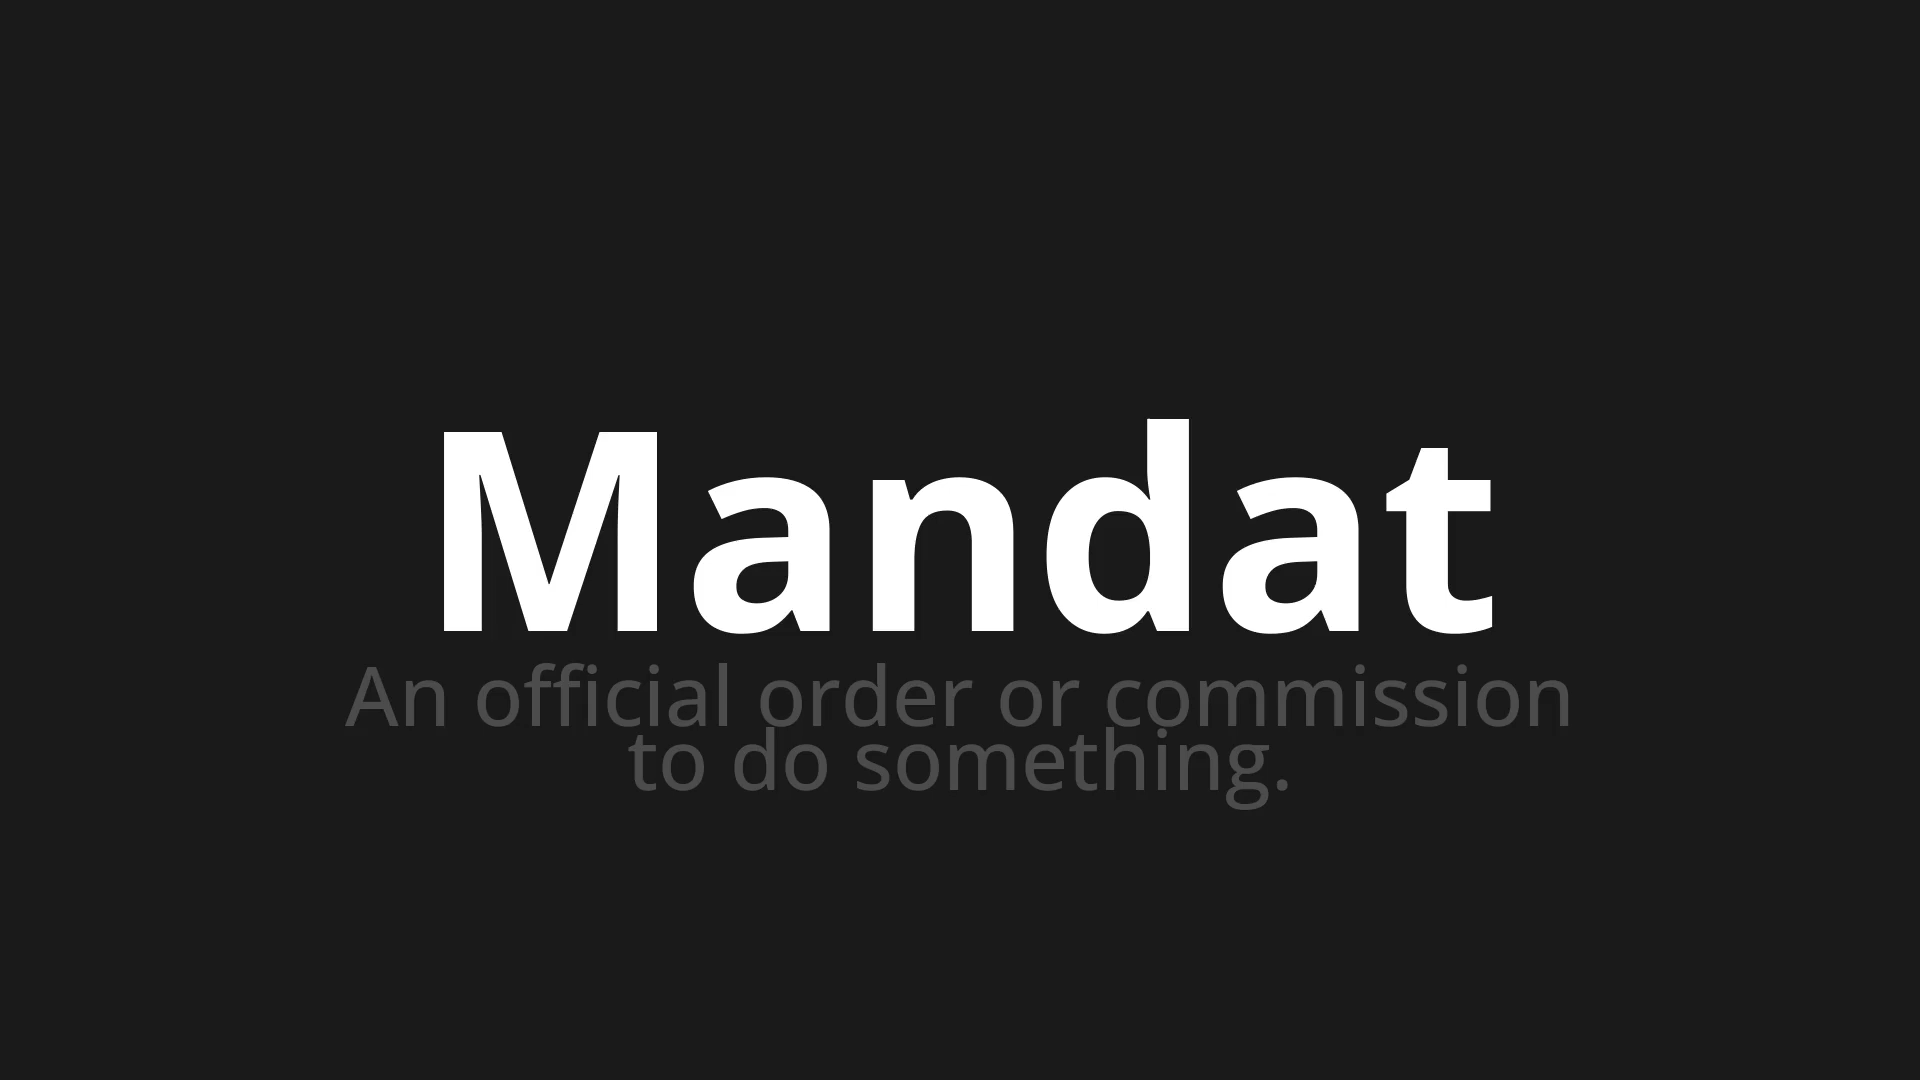 Mandat
An official order or commission
to do something.